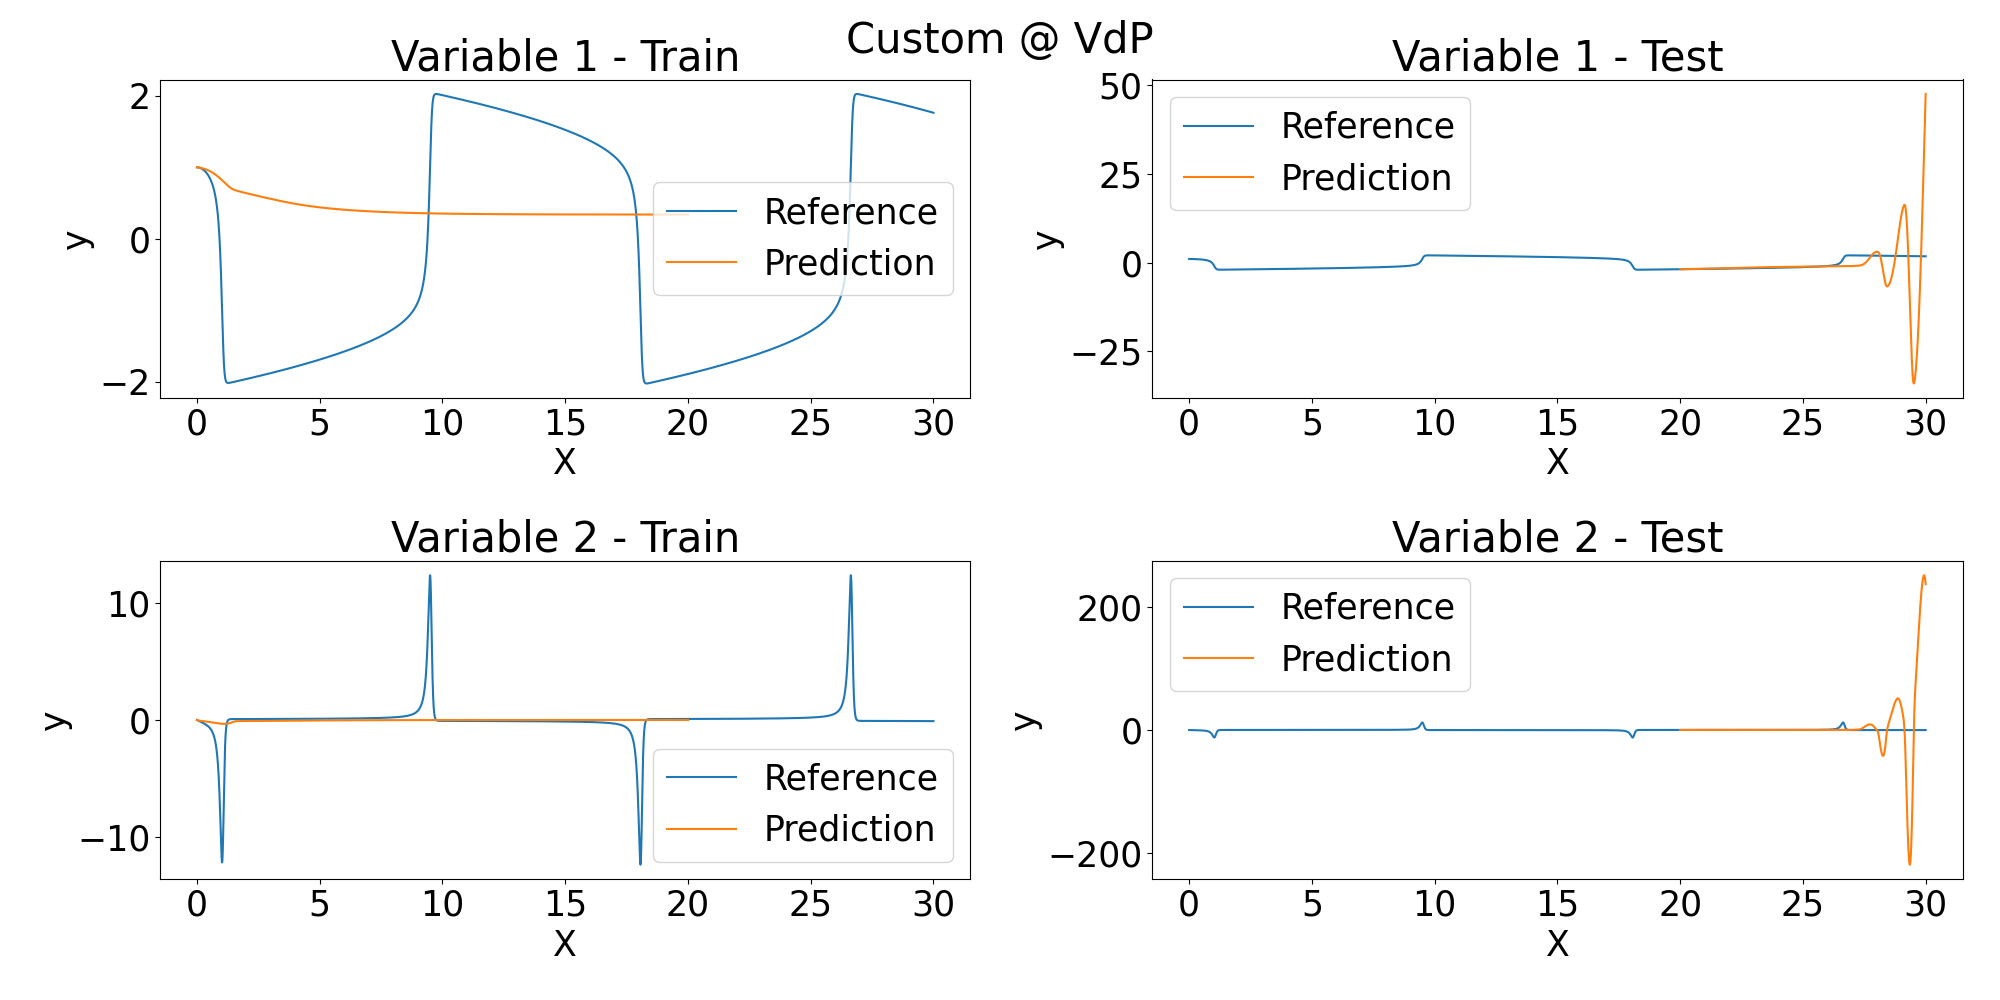 Custom @ VdP
Variable 1 - Train
2
0
−2
y
0 5 10 15 20 25 30
X
Reference
Prediction
Variable 1 - Test
50
25
0
−25
y
0 5 10 15 20 25 30
X
Reference
Prediction
Variable 2 - Train
10
0
−10
y
0 5 10 15 20 25 30
X
Reference
Prediction
Variable 2 - Test
200
0
−200
y
0 5 10 15 20 25 30
X
Reference
Prediction